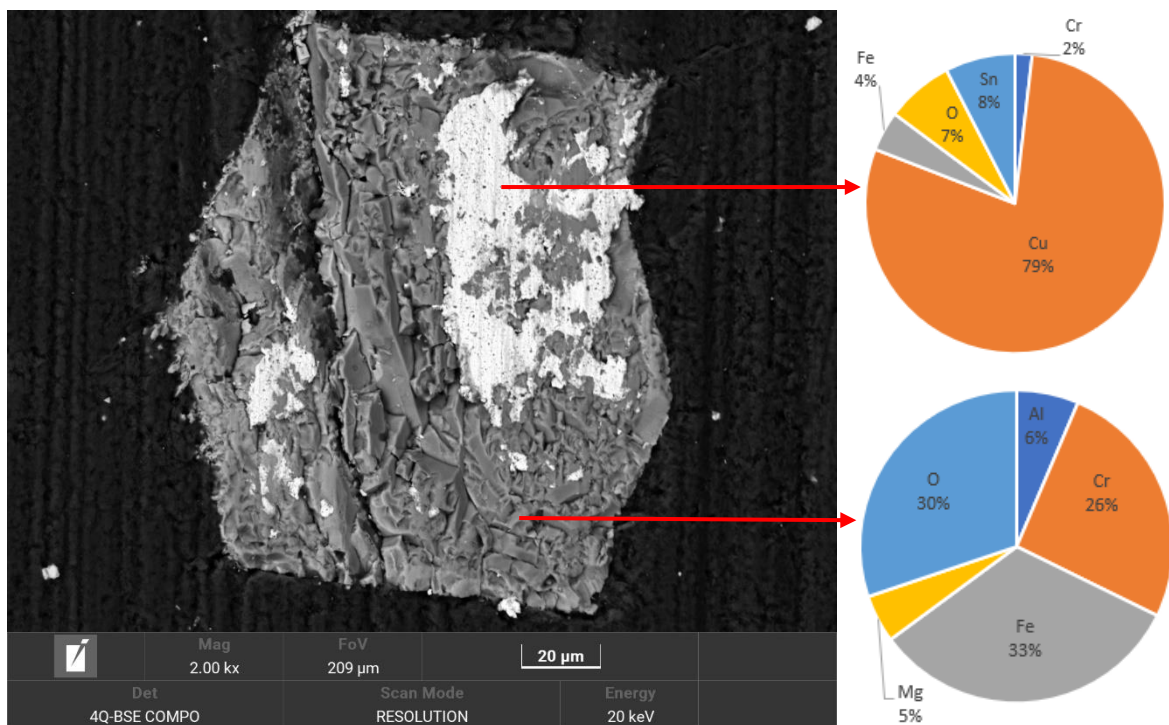 Cr
2%
Fe
4%
Sn
8%
O
7%
Cu
79%
Al
6%
O
30%
Cr
26%
Fe
33%
Mg
5%
Mag
FoV
20 µm
2.00 kx
209 µm
Det
Scan Mode
Energy
4Q-BSE COMPO
RESOLUTION
20 keV